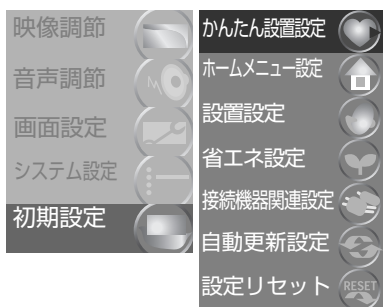 映像調節
音声調節
画面設定
システム設定
初期設定
かんたん設置設定
ホームメニュー設定
設置設定
省エネ設定
接続機器関連設定
自動更新設定
設定リセット
RESET